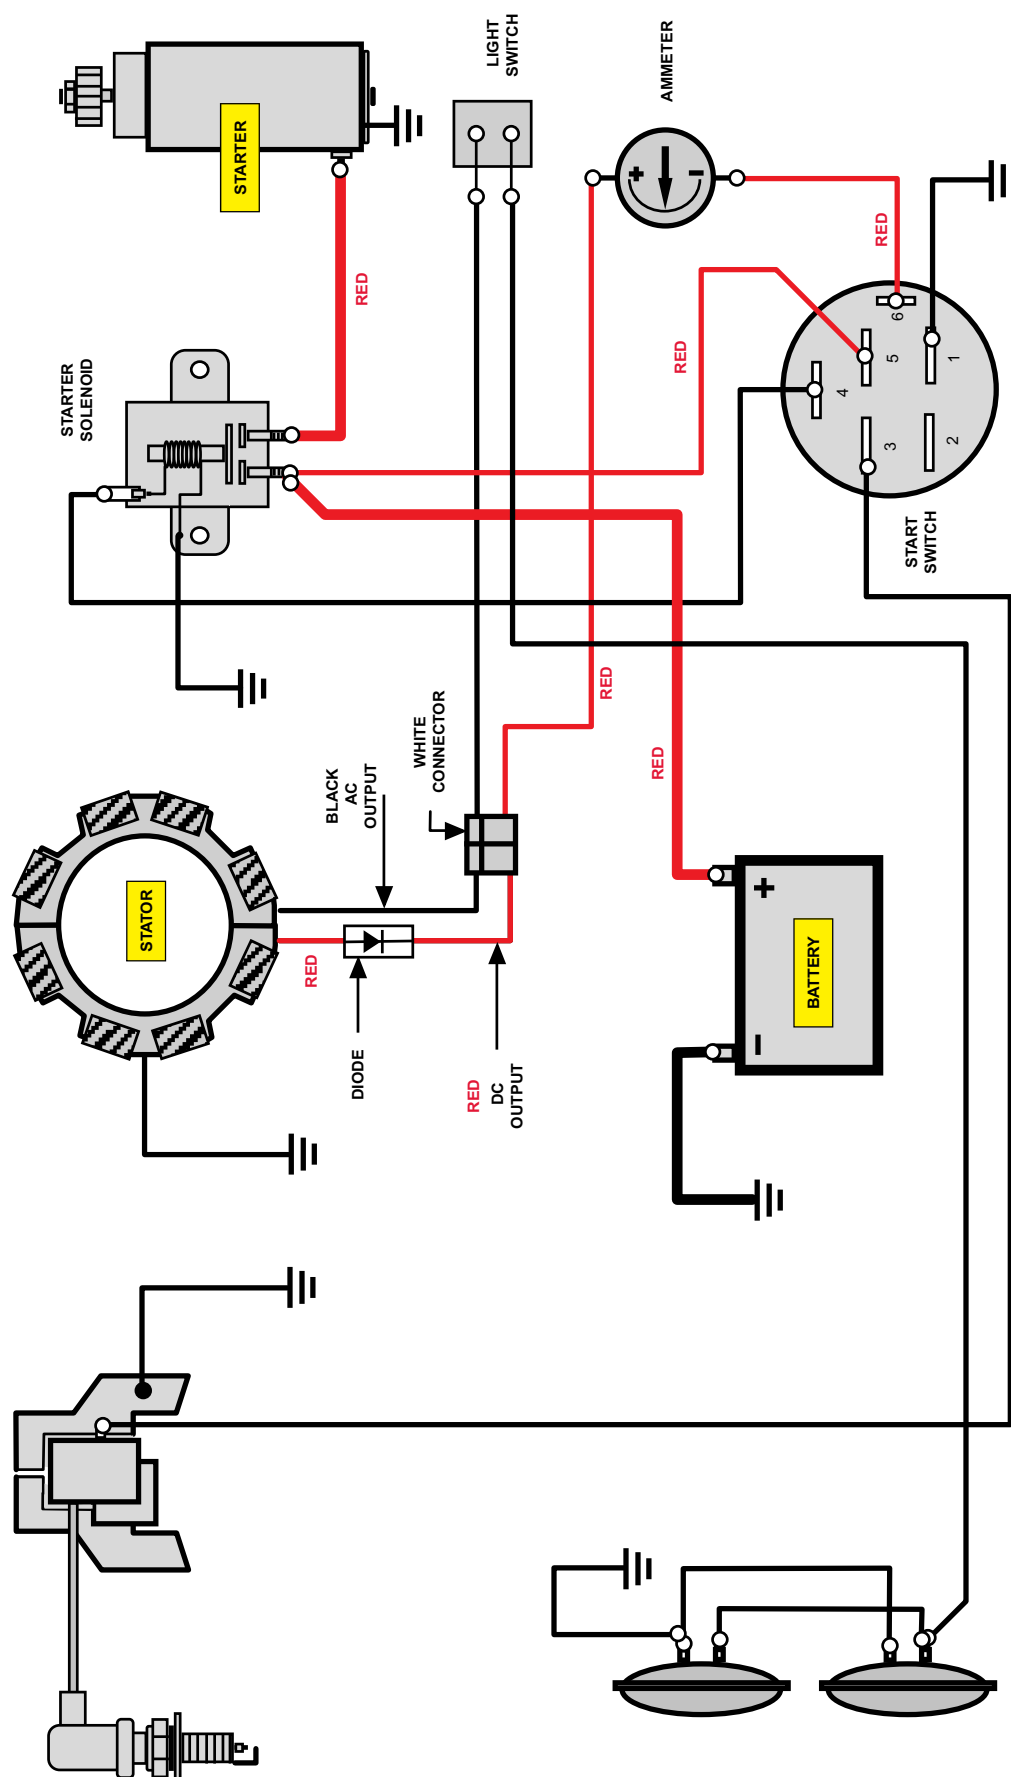 STARTER
LIGHT
SWITCH
AMMETER
+
−
RED
RED
RED
STARTER
SOLENOID
6
5
1
4
3
2
START
SWITCH
RED
RED
WHITE
CONNECTOR
BLACK
AC
OUTPUT
STATOR
RED
DIODE
RED
DC
OUTPUT
+
BATTERY
−